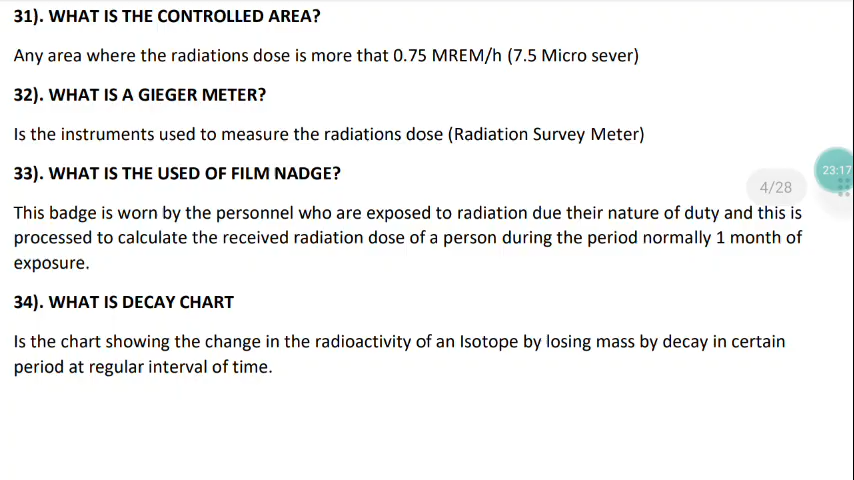 31). WHAT IS THE CONTROLLED AREA?
Any area where the radiations dose is more that 0.75 MREM/h (7.5 Micro sever)
32). WHAT IS A GIEGER METER?
Is the instruments used to measure the radiations dose (Radiation Survey Meter)
33). WHAT IS THE USED OF FILM NADGE?
23:17
4/28
This badge is worn by the personnel who are exposed to radiation due their nature of duty and this is
processed to calculate the received radiation dose of a person during the period normally 1 month of
exposure.
34). WHAT IS DECAY CHART
Is the chart showing the change in the radioactivity of an Isotope by losing mass by decay in certain
period at regular interval of time.